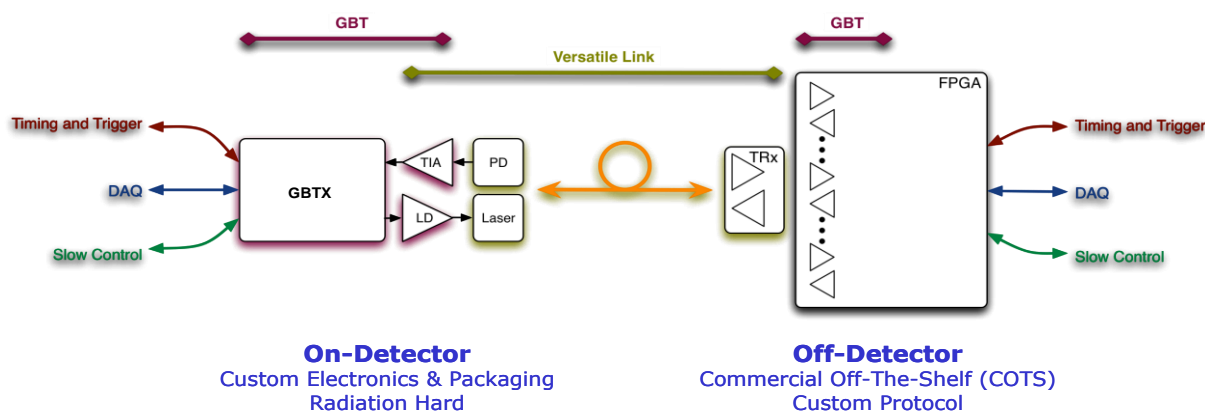 GBT
GBT
Versatile Link
FPGA
Timing and Trigger
DAQ
Slow Control
GBTX
TIA
PD
LD
Laser
TRx
Timing and Trigger
DAQ
Slow Control
On-Detector
Custom Electronics & Packaging
Radiation Hard
Off-Detector
Commercial Off-The-Shelf (COTS)
Custom Protocol